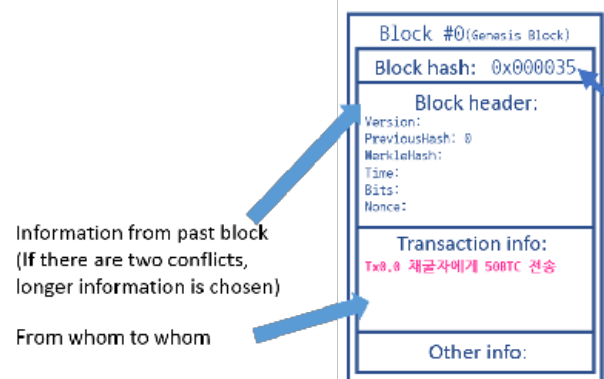 Block #0(Genesis Block)
Block hash: 0x000035
Block header:
Version:
PreviousHash: 0
MerkleHash:
Time:
Bits:
Nonce:
Information from past block
(If there are two conflicts,
longer information is chosen)
Transaction info:
Tx0.0 채굴자에게 50BTC 전송
From whom to whom
Other info: